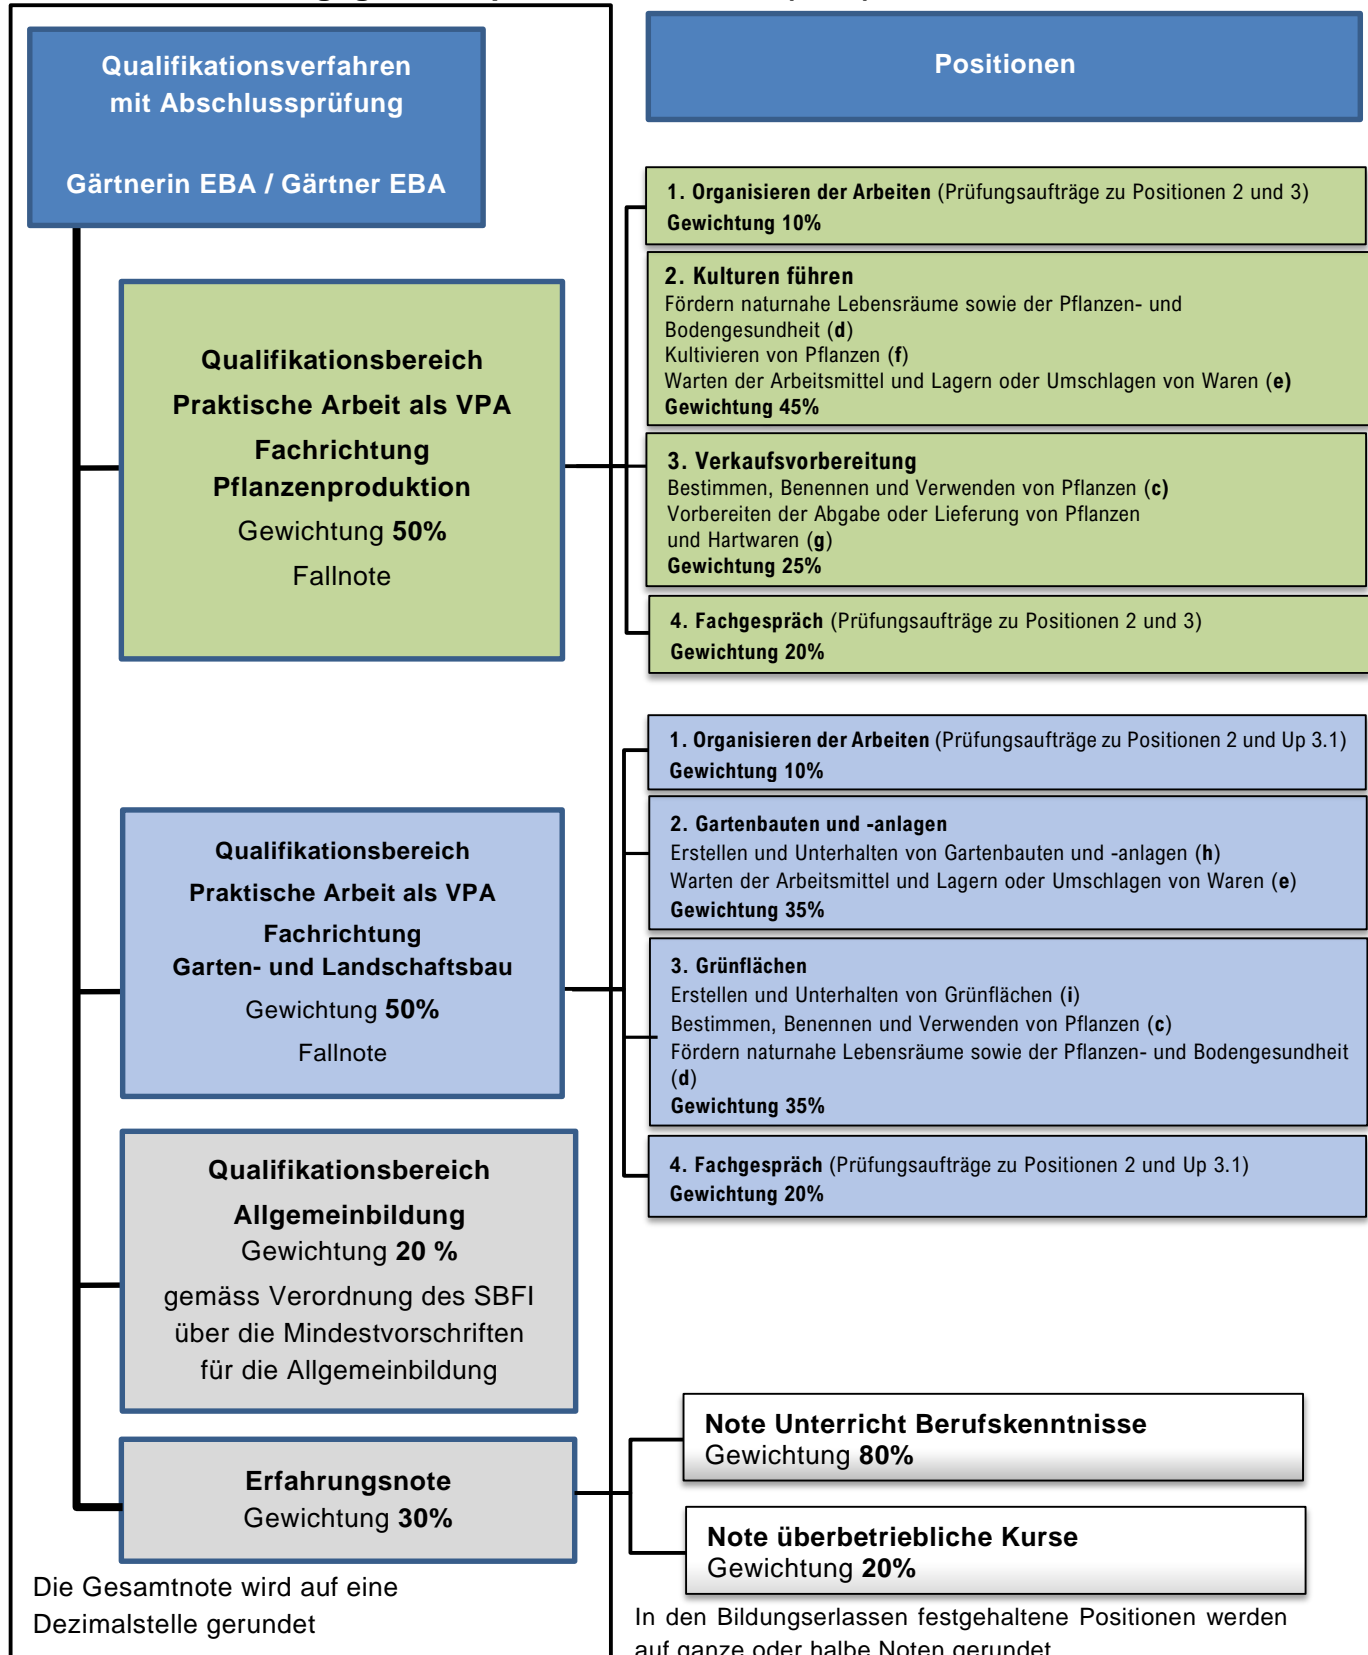 Qualifikationsverfahren
mit Abschlussprüfung
Gärtnerin EBA / Gärtner EBA
Positionen
Qualifikationsbereich
Praktische Arbeit als VPA
Fachrichtung
Pflanzenproduktion
Gewichtung 50%
Fallnote
1. Organisieren der Arbeiten (Prüfungsaufträge zu Positionen 2 und 3)
Gewichtung 10%
2. Kulturen führen
Fördern naturnahe Lebensräume sowie der Pflanzen- und
Bodengesundheit (d)
Kultivieren von Pflanzen (f)
Warten der Arbeitsmittel und Lagern oder Umschlagen von Waren (e)
Gewichtung 45%
3. Verkaufsvorbereitung
Bestimmen, Benennen und Verwenden von Pflanzen (c)
Vorbereiten der Abgabe oder Lieferung von Pflanzen
und Hartwaren (g)
Gewichtung 25%
4. Fachgespräch (Prüfungsaufträge zu Positionen 2 und 3)
Gewichtung 20%
Qualifikationsbereich
Praktische Arbeit als VPA
Fachrichtung
Garten- und Landschaftsbau
Gewichtung 50%
Fallnote
1. Organisieren der Arbeiten (Prüfungsaufträge zu Positionen 2 und Up 3.1)
Gewichtung 10%
2. Gartenbauten und -anlagen
Erstellen und Unterhalten von Gartenbauten und -anlagen (h)
Warten der Arbeitsmittel und Lagern oder Umschlagen von Waren (e)
Gewichtung 35%
3. Grünflächen
Erstellen und Unterhalten von Grünflächen (i)
Bestimmen, Benennen und Verwenden von Pflanzen (c)
Fördern naturnahe Lebensräume sowie der Pflanzen- und Bodengesundheit
(d)
Gewichtung 35%
4. Fachgespräch (Prüfungsaufträge zu Positionen 2 und Up 3.1)
Gewichtung 20%
Qualifikationsbereich
Allgemeinbildung
Gewichtung 20 %
gemäss Verordnung des SBFI
über die Mindestvorschriften
für die Allgemeinbildung
Erfahrungsnote
Gewichtung 30%
Note Unterricht Berufskenntnisse
Gewichtung 80%
Note überbetriebliche Kurse
Gewichtung 20%
Die Gesamtnote wird auf eine
Dezimalstelle gerundet
In den Bildungserlassen festgehaltene Positionen werden
auf ganze oder halbe Noten gerundet